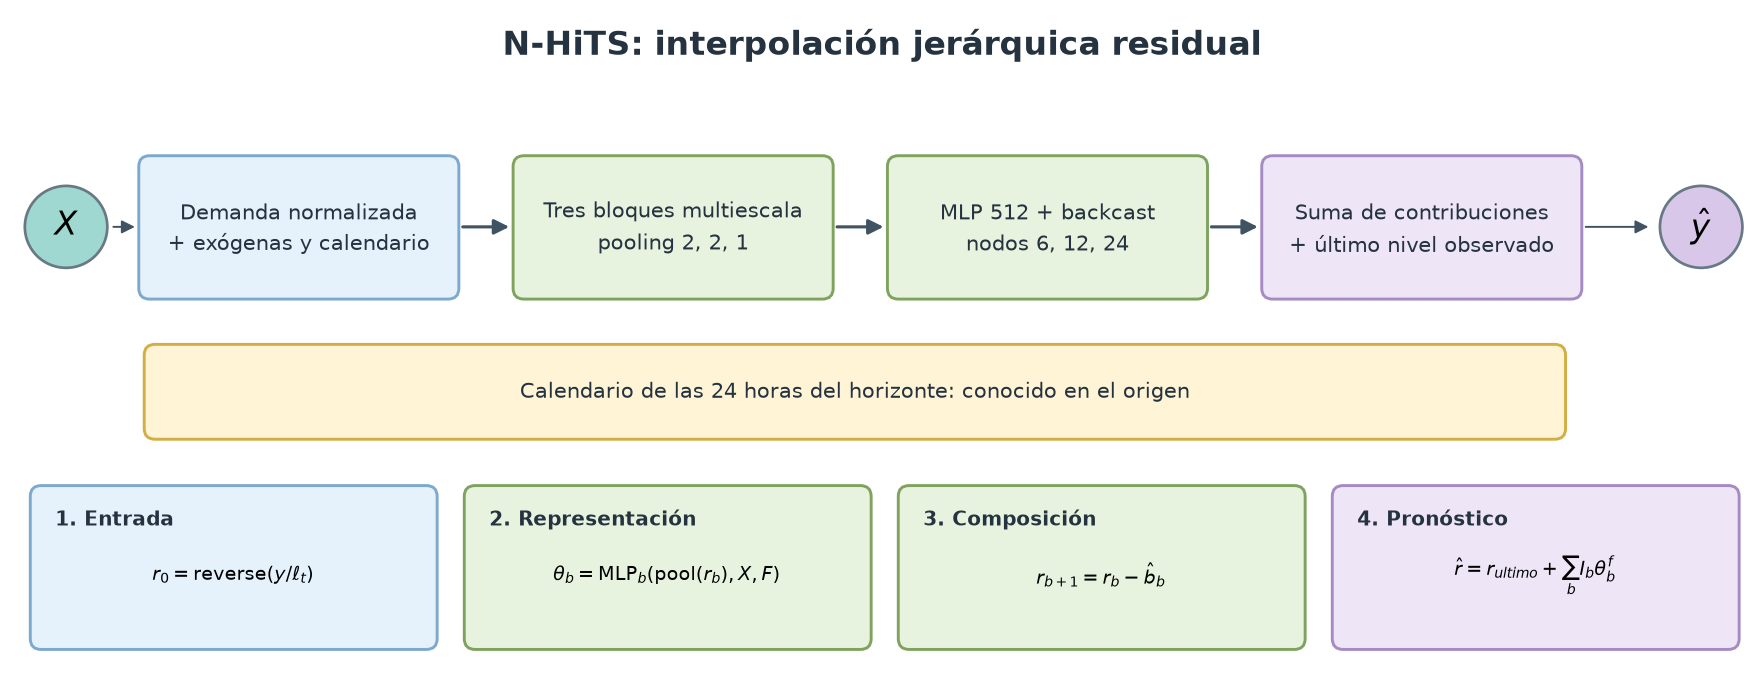 N-HiTS: interpolación jerárquica residual
X
Demanda normalizada
+ exógenas y calendario
Tres bloques multiescala
pooling 2, 2, 1
MLP 512 + backcast
nodos 6, 12, 24
Suma de contribuciones
+ último nivel observado
ŷ
Calendario de las 24 horas del horizonte: conocido en el origen
1. Entrada
r₀ = reverse(y/ℓₜ)
2. Representación
θ_b = MLP_b(pool(r_b), X, F)
3. Composición
r_{b+1} = r_b − b̂_b
4. Pronóstico
r̂ = r_{ultimo} + ∑_b I_b θ_b^f